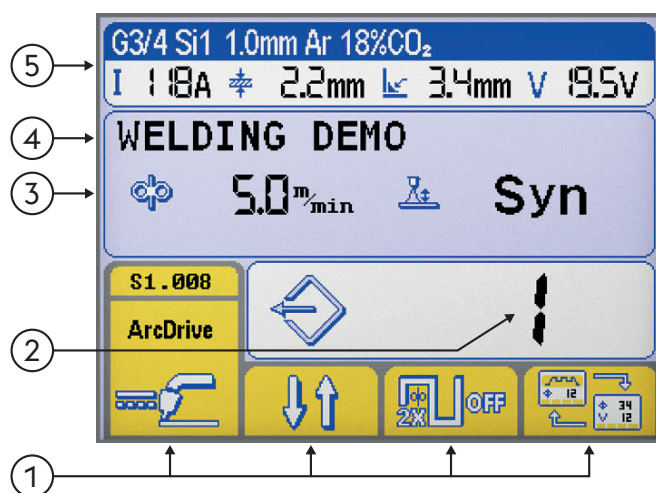 G3/4 Si1 1.0mm Ar 18%CO₂
I 118A 2.2mm 3.4mm V 19.5V
WELDING DEMO
5.0 m/min Syn
S1.008
ArcDrive
1
2X OFF
12
34
V 12
5
4
3
2
1